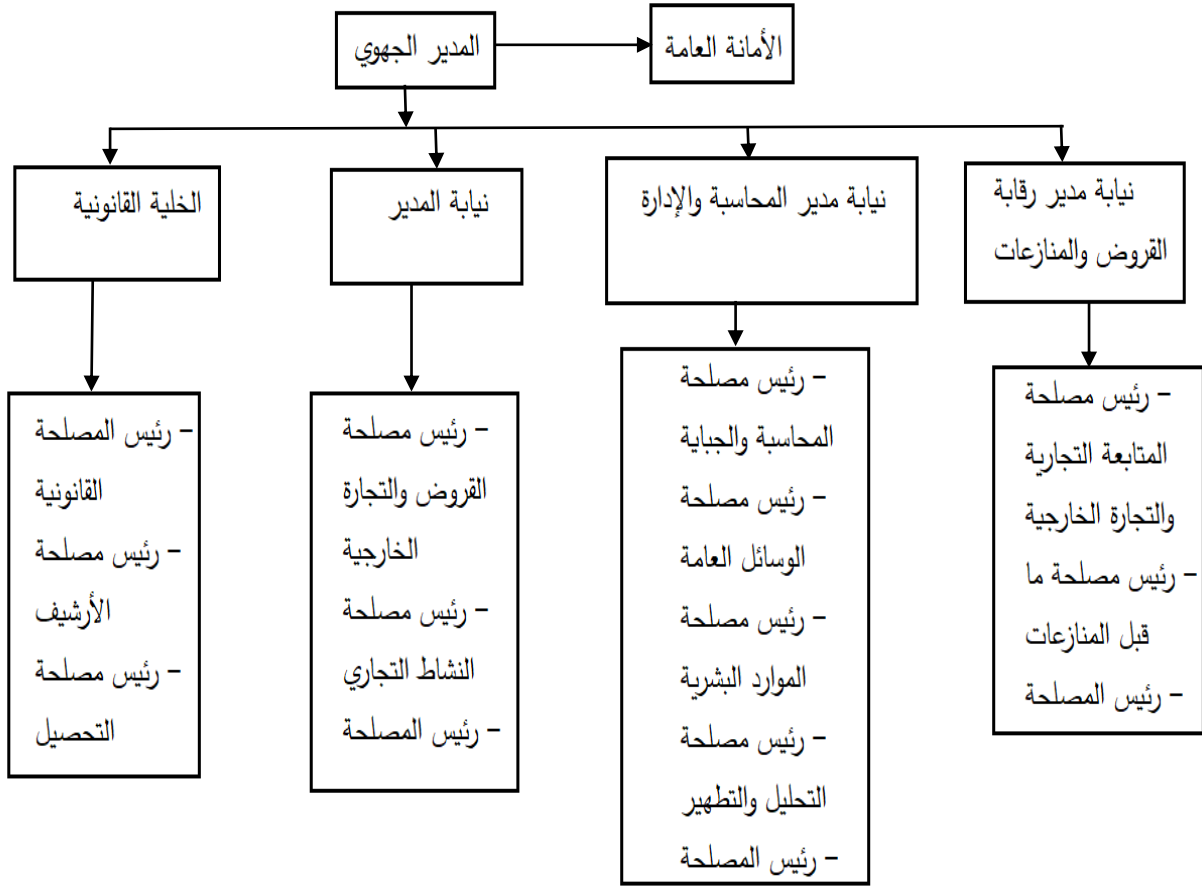 المدير الجهوي
الأمانة العامة
نيابة مدير رقابة
القروض والمنازعات
نيابة مدير المحاسبة والإدارة
نيابة المدير
الخلية القانونية
– رئيس مصلحة
المتابعة التجارية
والتجارة الخارجية
– رئيس مصلحة ما
قبل المنازعات
– رئيس المصلحة
– رئيس مصلحة
المحاسبة والجباية
– رئيس مصلحة
الوسائل العامة
– رئيس مصلحة
الموارد البشرية
– رئيس مصلحة
التحليل والتطهير
– رئيس المصلحة
– رئيس مصلحة
القروض والتجارة
الخارجية
– رئيس مصلحة
النشاط التجاري
– رئيس المصلحة
– رئيس المصلحة
القانونية
– رئيس مصلحة
الأرشيف
– رئيس مصلحة
التحصيل